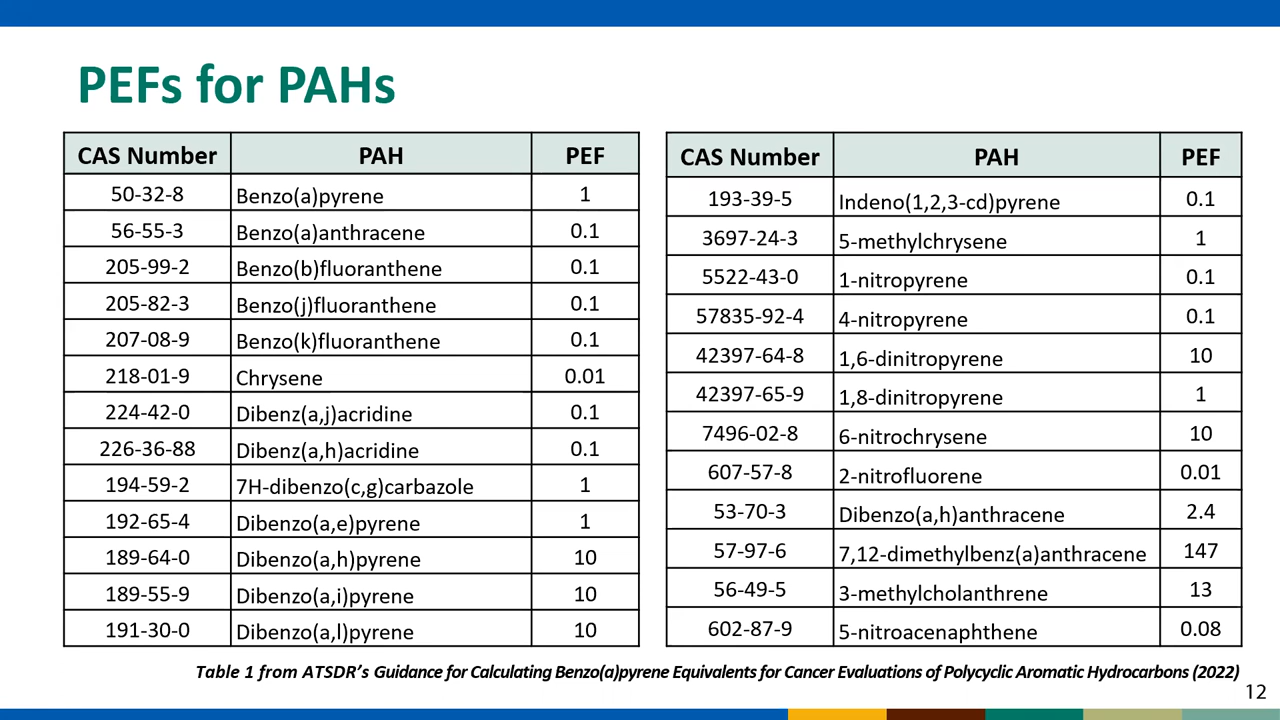 PEFs for PAHs
CAS Number PAH PEF
50-32-8 Benzo(a)pyrene 1
56-55-3 Benzo(a)anthracene 0.1
205-99-2 Benzo(b)fluoranthene 0.1
205-82-3 Benzo(j)fluoranthene 0.1
207-08-9 Benzo(k)fluoranthene 0.1
218-01-9 Chrysene 0.01
224-42-0 Dibenz(a,j)acridine 0.1
226-36-88 Dibenz(a,h)acridine 0.1
194-59-2 7H-dibenzo(c,g)carbazole 1
192-65-4 Dibenzo(a,e)pyrene 1
189-64-0 Dibenzo(a,h)pyrene 10
189-55-9 Dibenzo(a,i)pyrene 10
191-30-0 Dibenzo(a,l)pyrene 10
CAS Number PAH PEF
193-39-5 Indeno(1,2,3-cd)pyrene 0.1
3697-24-3 5-methylchrysene 1
5522-43-0 1-nitropyrene 0.1
57835-92-4 4-nitropyrene 0.1
42397-64-8 1,6-dinitropyrene 10
42397-65-9 1,8-dinitropyrene 1
7496-02-8 6-nitrochrysene 10
607-57-8 2-nitrofluorene 0.01
53-70-3 Dibenzo(a,h)anthracene 2.4
57-97-6 7,12-dimethylbenz(a)anthracene 147
56-49-5 3-methylcholanthrene 13
602-87-9 5-nitroacenaphthene 0.08
Table 1 from ATSDR's Guidance for Calculating Benzo(a)pyrene Equivalents for Cancer Evaluations of Polycyclic Aromatic Hydrocarbons (2022)
12